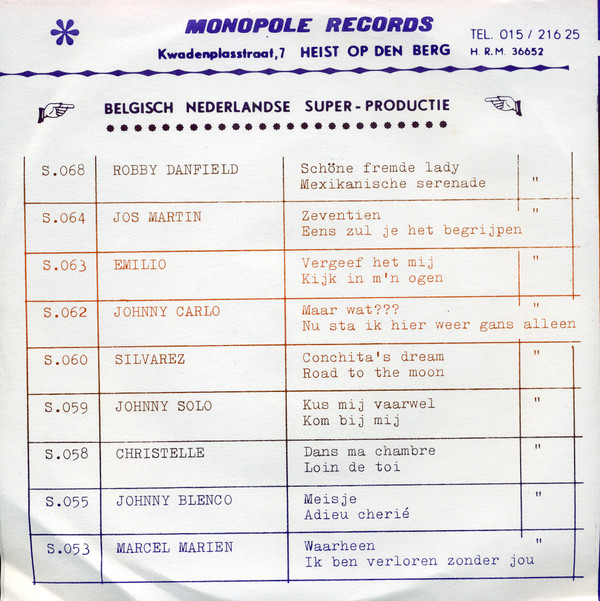 MONOPOLE RECORDS
TEL. 015 / 216 25
Kwadenplasstraat,7 HEIST OP DEN BERG
H R.M. 36652
BELGISCH NEDERLANDSE SUPER-PRODUCTIE
S.068 ROBBY DANFIELD Schöne fremde lady "
Mexikanische serenade
S.064 JOS MARTIN Zeventien "
Eens zul je het begrijpen
S.063 EMILIO Vergeef het mij "
Kijk in m'n ogen
S.062 JOHNNY CARLO Maar wat??? "
Nu sta ik hier weer gans alleen
S.060 SILVAREZ Conchita's dream "
Road to the moon
S.059 JOHNNY SOLO Kus mij vaarwel "
Kom bij mij
S.058 CHRISTELLE Dans ma chambre "
Loin de toi
S.055 JOHNNY BLENCO Meisje "
Adieu cherié
S.053 MARCEL MARIEN Waarheen "
Ik ben verloren zonder jou